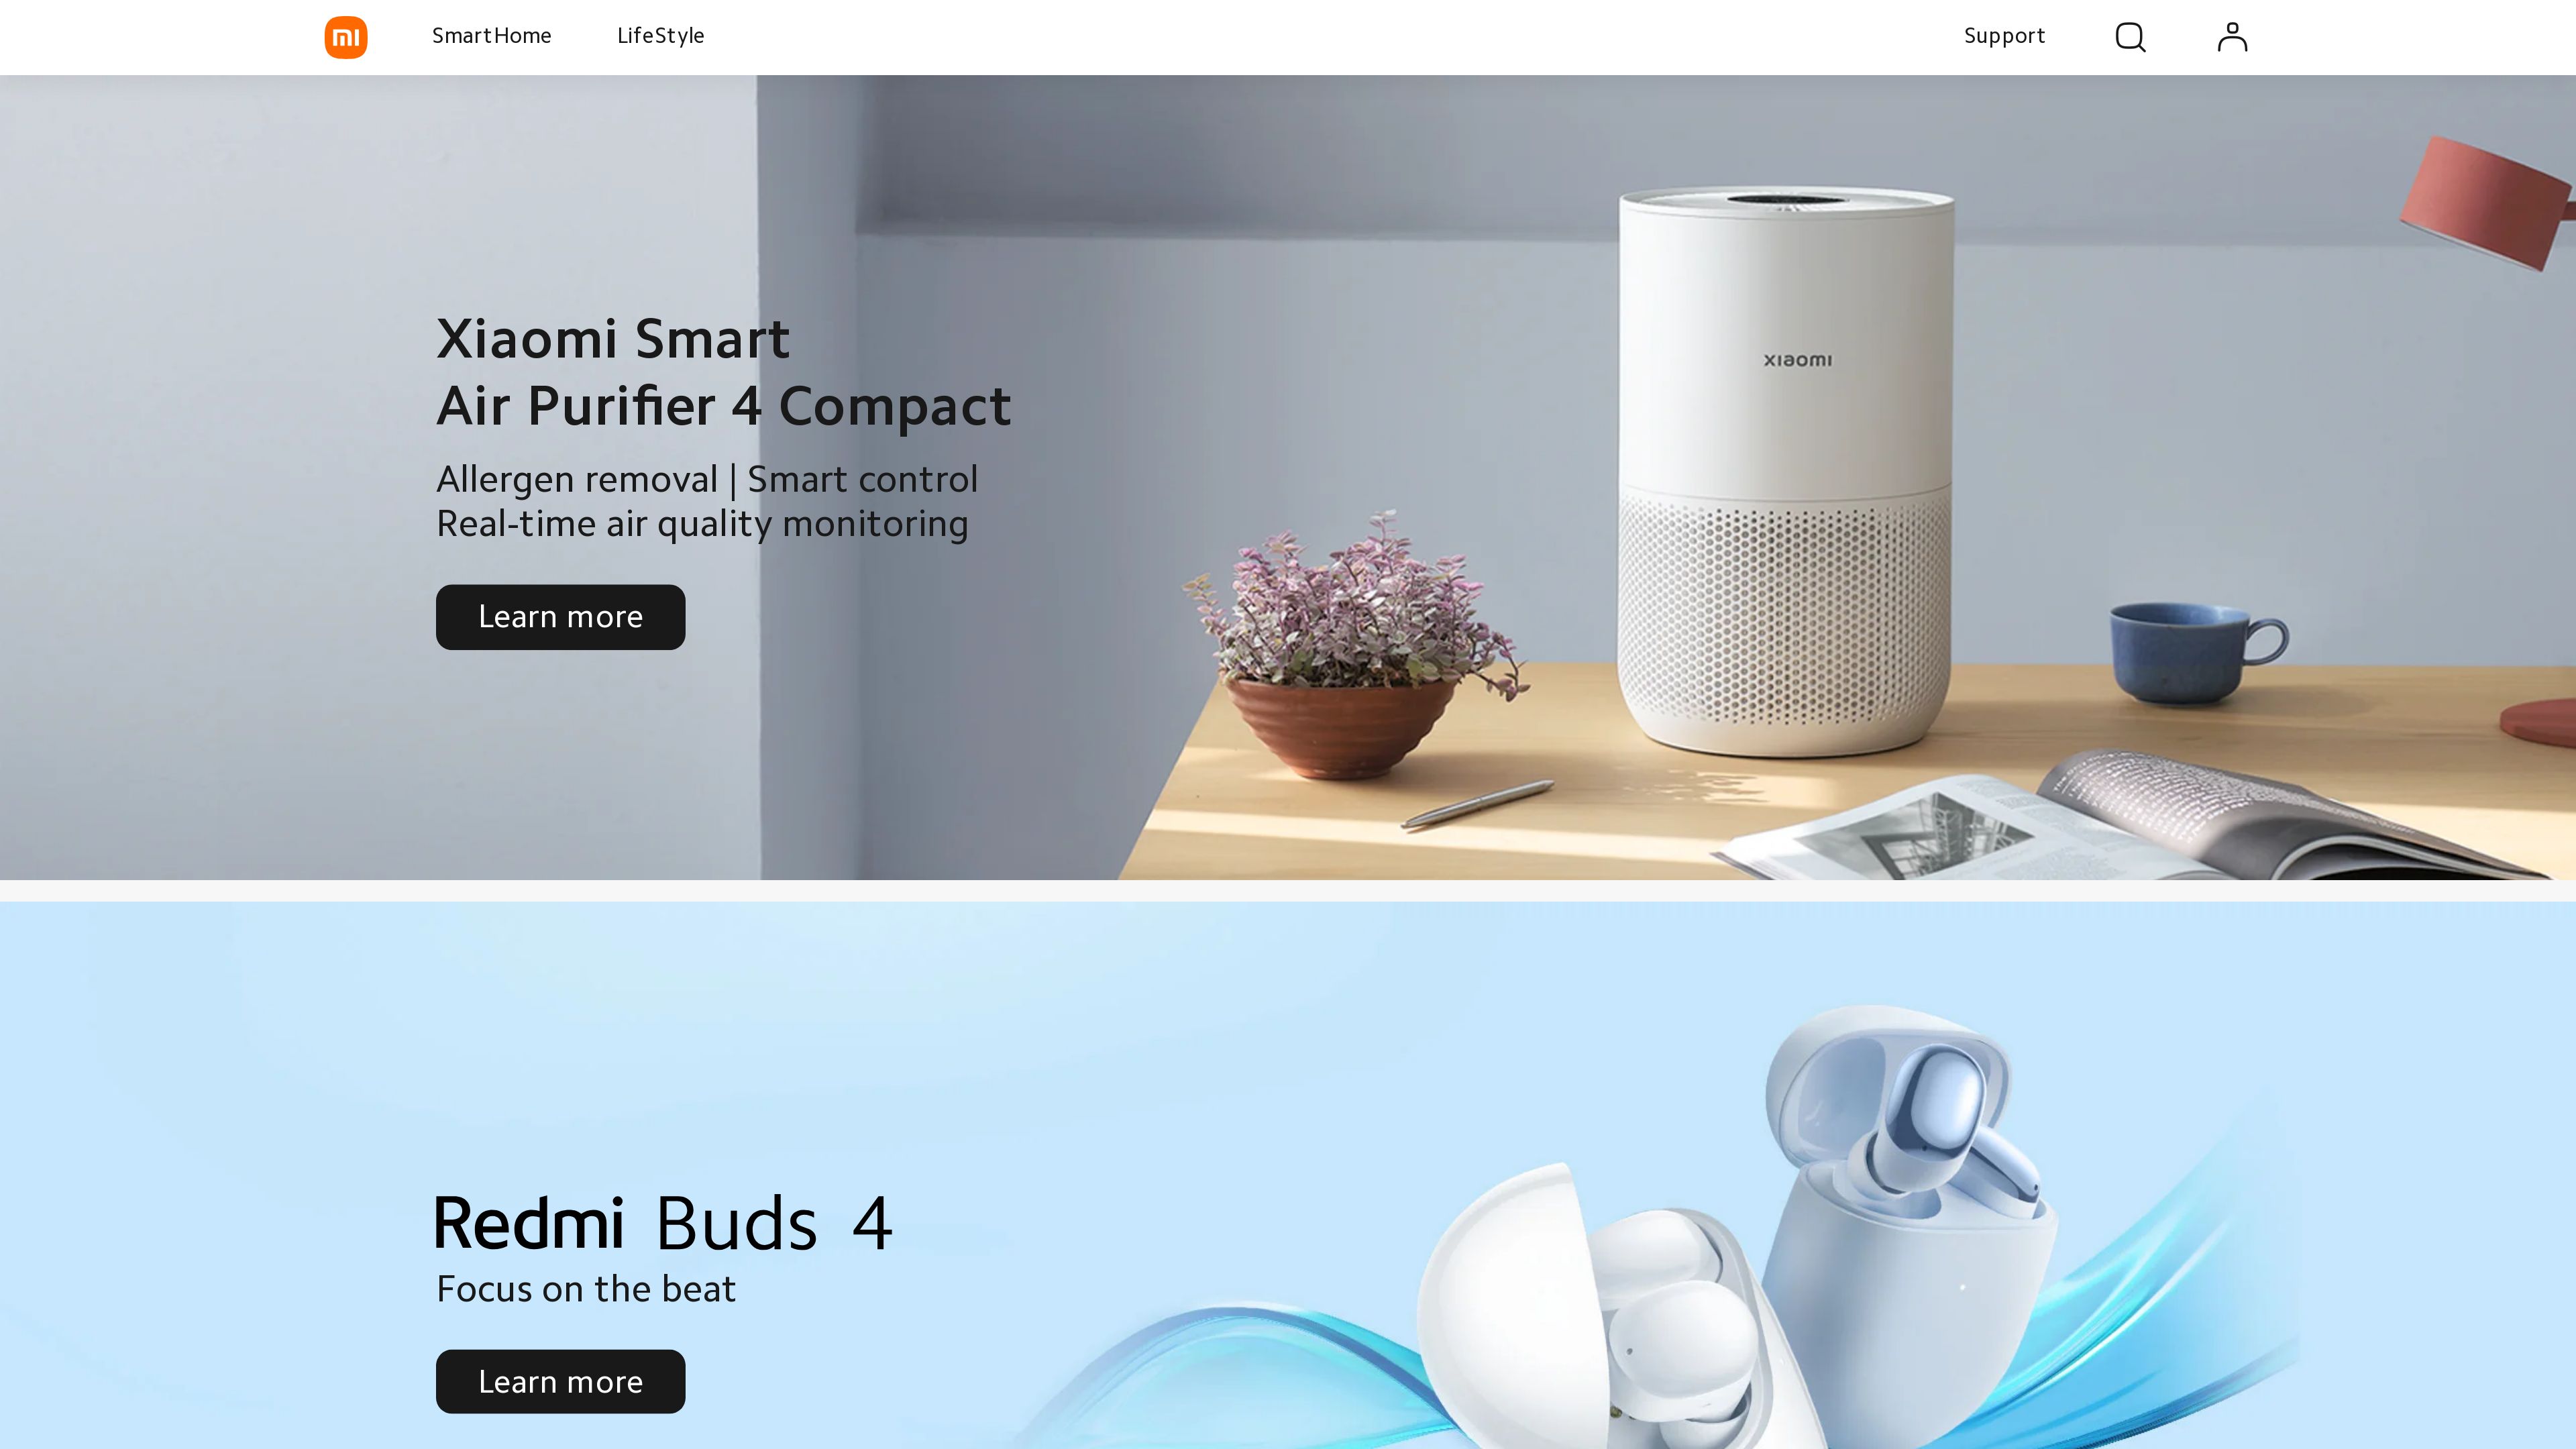 mi
SmartHome
LifeStyle
Support
Xiaomi Smart
Air Purifier 4 Compact
Allergen removal | Smart control
Real-time air quality monitoring
Learn more
xiaomi
Redmi Buds 4
Focus on the beat
Learn more